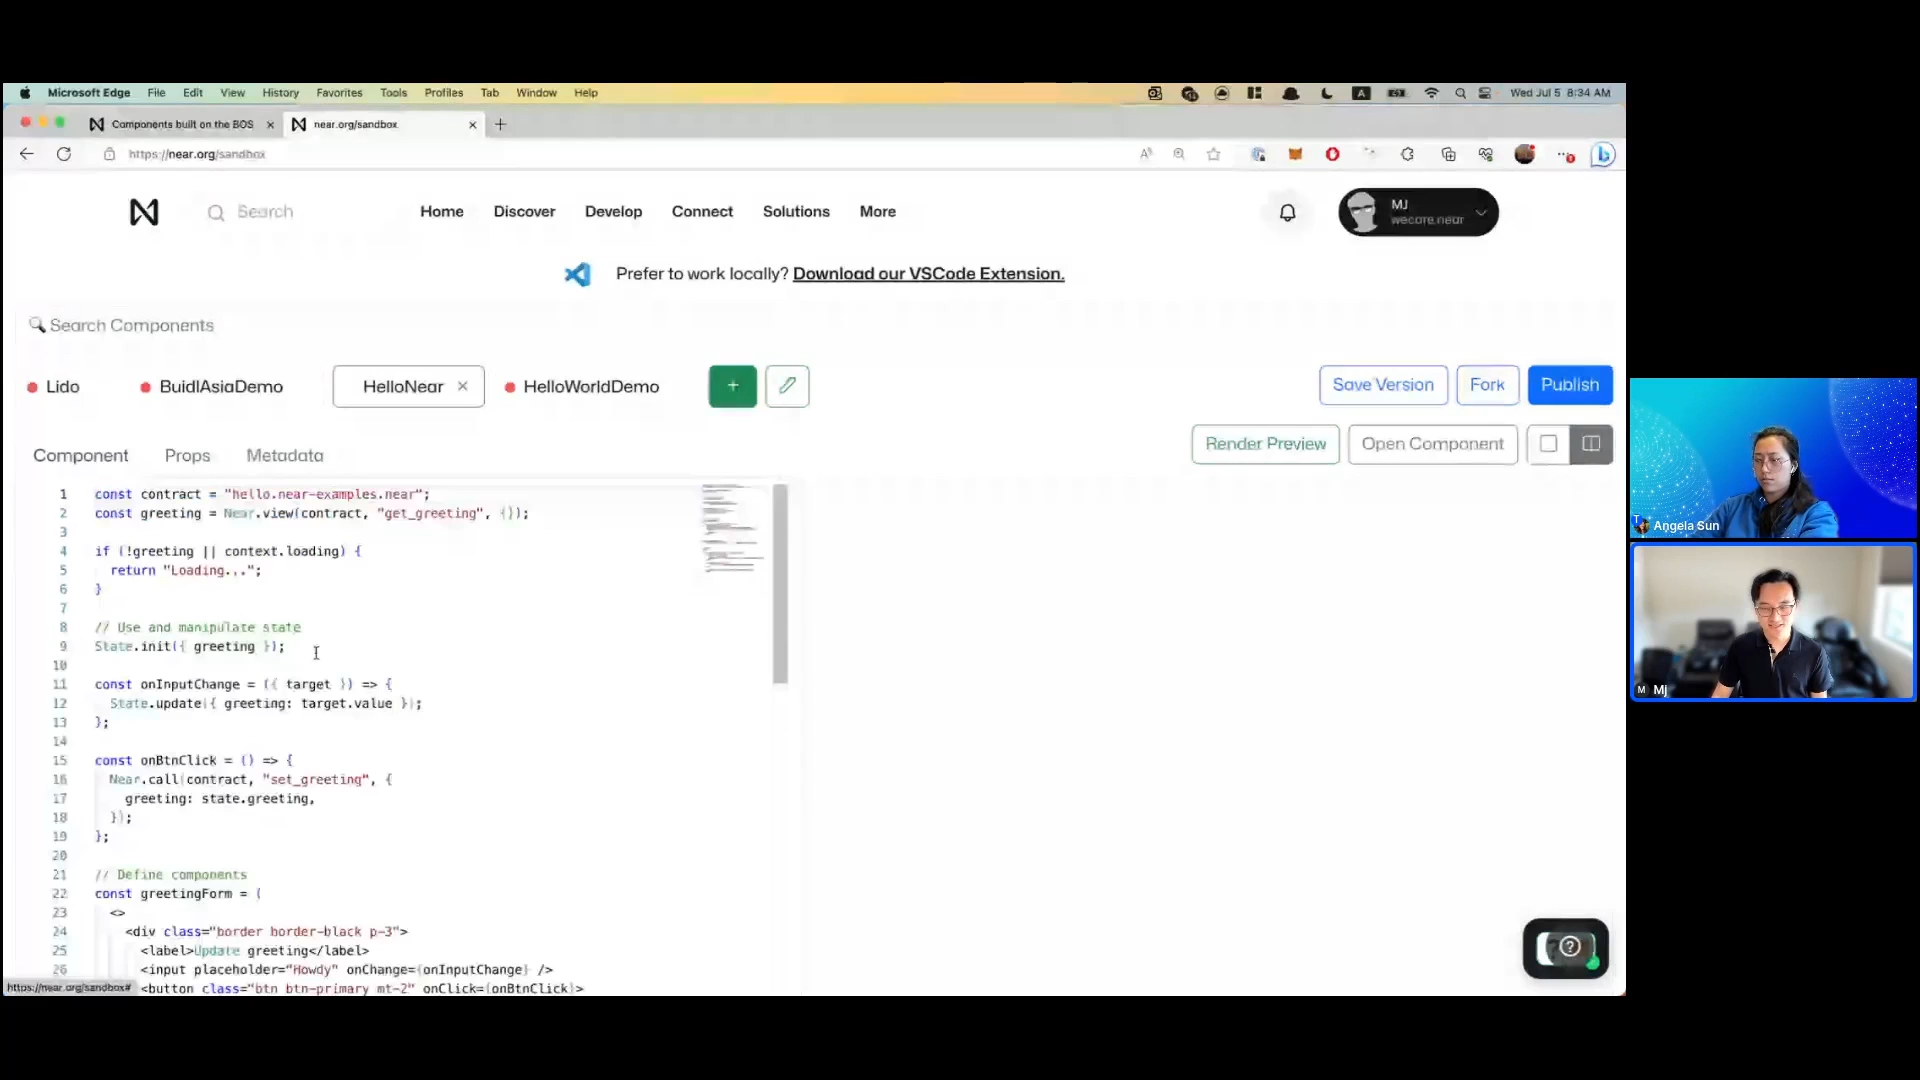 Microsoft Edge File Edit View History Favorites Tools Profiles Tab Window Help
Wed Jul 5 8:34 AM
Components built on the BOS
near.org/sandbox
https://near.org/sandbox
Search
Home Discover Develop Connect Solutions More
MJ
wecare.near
Prefer to work locally? Download our VSCode Extension.
Search Components
Lido BuidlAsiaDemo HelloNear HelloWorldDemo +
Save Version Fork Publish
Component Props Metadata
Render Preview Open Component
1 const contract = "hello.near-examples.near";
2 const greeting = Near.view(contract, "get_greeting", {});
3
4 if (!greeting || context.loading) {
5 return "Loading...";
6 }
7
8 // Use and manipulate state
9 State.init({ greeting });
10
11 const onInputChange = ({ target }) => {
12 State.update({ greeting: target.value });
13 };
14
15 const onBtnClick = () => {
16 Near.call(contract, "set_greeting", {
17 greeting: state.greeting,
18 });
19 };
20
21 // Define components
22 const greetingForm = (
23 <>
24 <div class="border border-black p-3">
25 <label>Update greeting</label>
26 <input placeholder="Howdy" onChange={onInputChange} />
<button class="btn btn-primary mt-2" onClick={onBtnClick}>
https://near.org/sandbox#
Angela Sun
M Mj